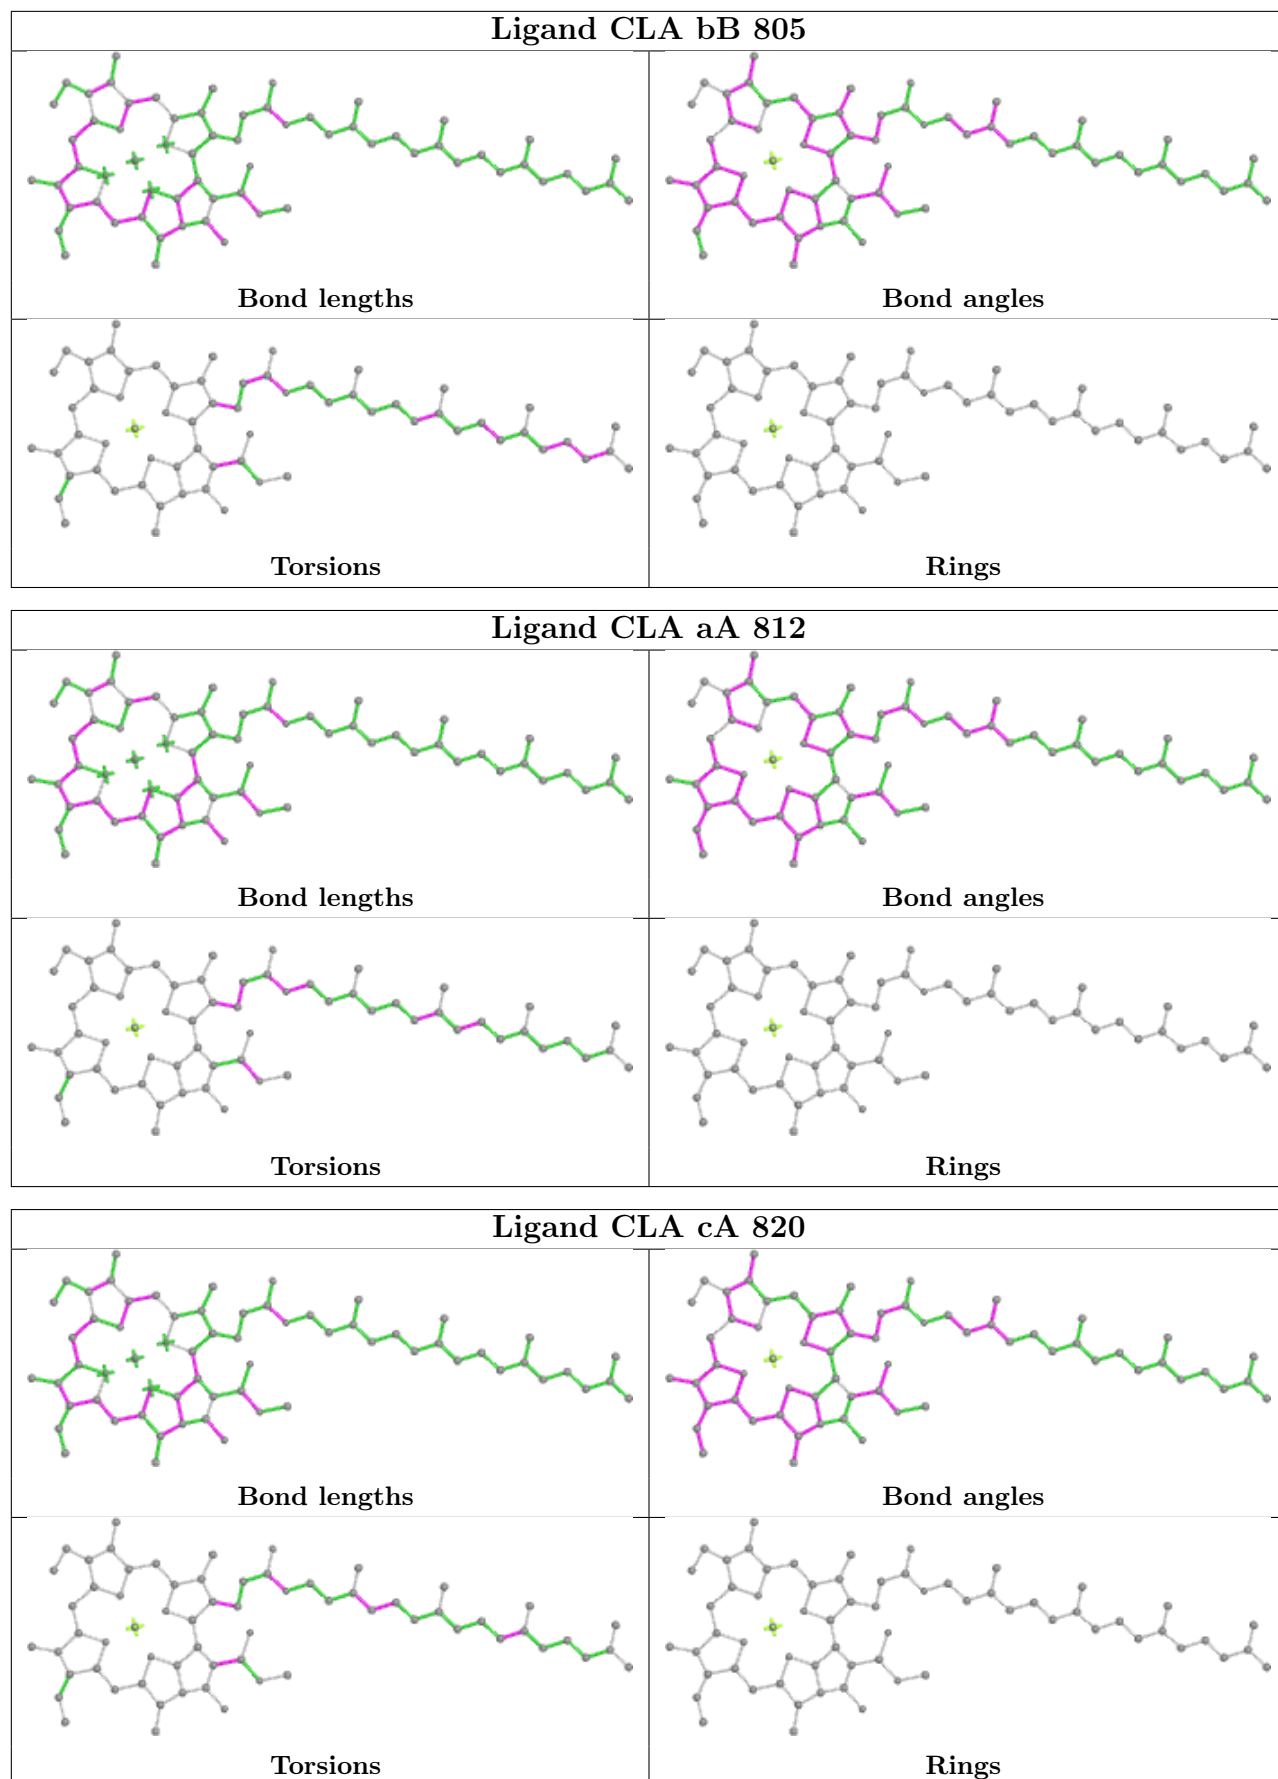 Ligand CLA bB 805
Bond lengths
Bond angles
Torsions
Rings
Ligand CLA aA 812
Bond lengths
Bond angles
Torsions
Rings
Ligand CLA cA 820
Bond lengths
Bond angles
Torsions
Rings